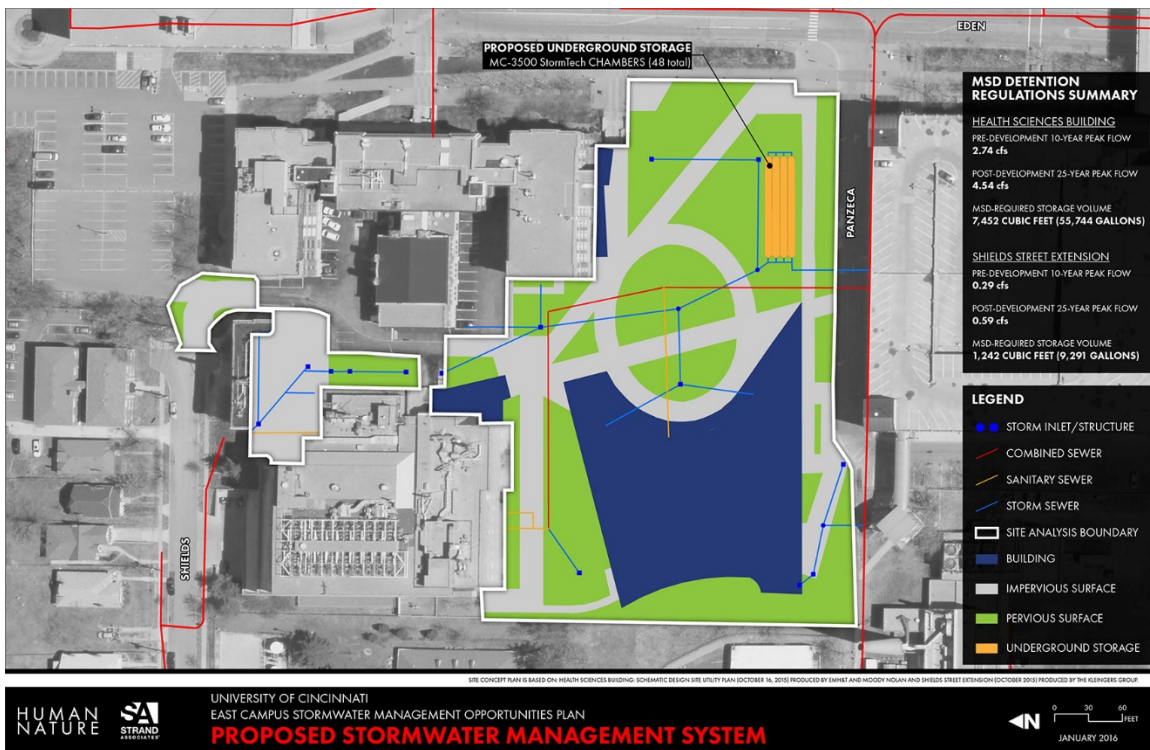 EDEN
PROPOSED UNDERGROUND STORAGE
MC-3500 StormTech CHAMBERS (48 total)
PANZECA
SHIELDS
MSD DETENTION
REGULATIONS SUMMARY
HEALTH SCIENCES BUILDING
PRE-DEVELOPMENT 10-YEAR PEAK FLOW
2.74 cfs
POST-DEVELOPMENT 25-YEAR PEAK FLOW
4.54 cfs
MSD-REQUIRED STORAGE VOLUME
7,452 CUBIC FEET (55,744 GALLONS)
SHIELDS STREET EXTENSION
PRE-DEVELOPMENT 10-YEAR PEAK FLOW
0.29 cfs
POST-DEVELOPMENT 25-YEAR PEAK FLOW
0.59 cfs
MSD-REQUIRED STORAGE VOLUME
1,242 CUBIC FEET (9,291 GALLONS)
LEGEND
STORM INLET/STRUCTURE
COMBINED SEWER
SANITARY SEWER
STORM SEWER
SITE ANALYSIS BOUNDARY
BUILDING
IMPERVIOUS SURFACE
PERVIOUS SURFACE
UNDERGROUND STORAGE
SITE CONCEPT PLAN IS BASED ON: HEALTH SCIENCES BUILDING: SCHEMATIC DESIGN SITE UTILITY PLAN (OCTOBER 16, 2015) PRODUCED BY EMH&T AND MOODY NOLAN AND SHIELDS STREET EXTENSION (OCTOBER 2015) PRODUCED BY THE KLEINGERS GROUP.
HUMAN
NATURE
SA
STRAND
ASSOCIATES
UNIVERSITY OF CINCINNATI
EAST CAMPUS STORMWATER MANAGEMENT OPPORTUNITIES PLAN
PROPOSED STORMWATER MANAGEMENT SYSTEM
N
0 30 60
FEET
JANUARY 2016